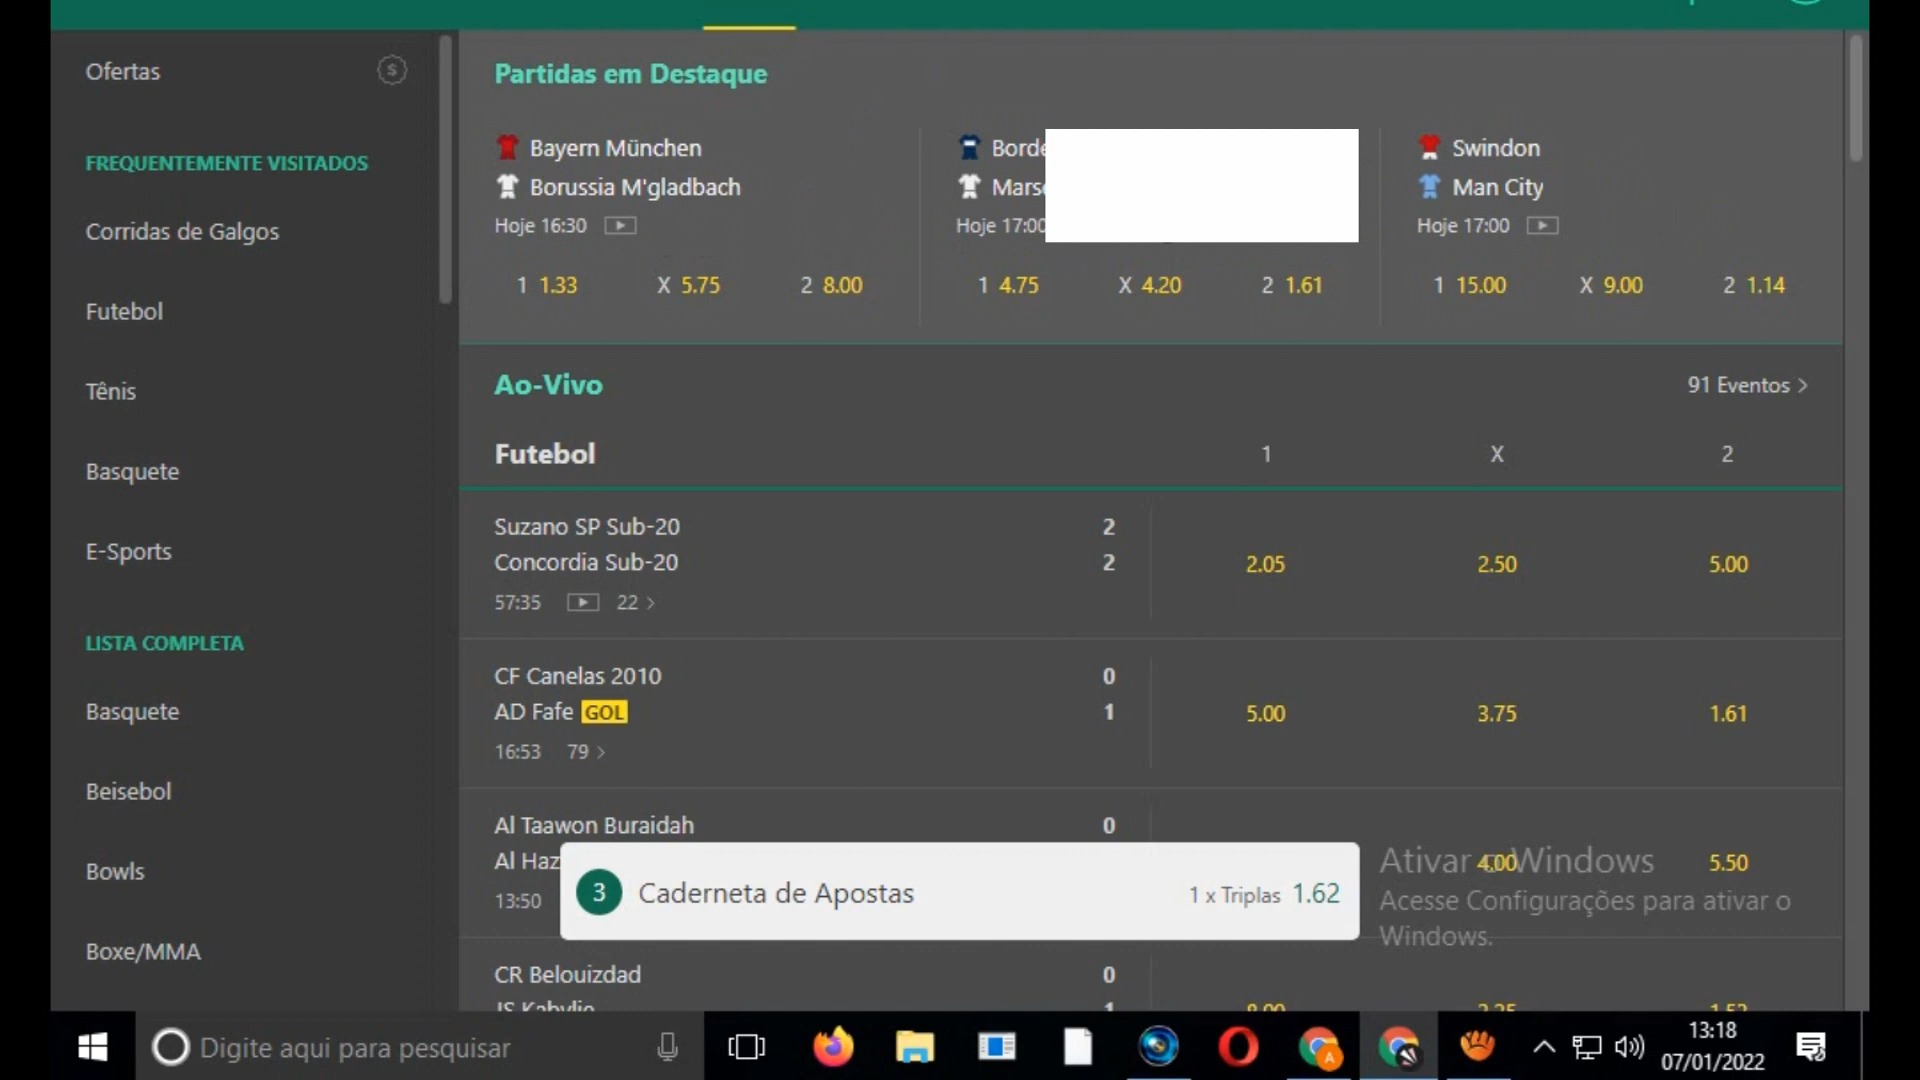 Ofertas
FREQUENTEMENTE VISITADOS
Corridas de Galgos
Futebol
Tênis
Basquete
E-Sports
LISTA COMPLETA
Basquete
Beisebol
Bowls
Boxe/MMA
Partidas em Destaque
Bayern München
Borussia M'gladbach
Hoje 16:30
1 1.33 X 5.75 2 8.00
Hoje 17:00
1 4.75 X 4.20 2 1.61
Swindon
Man City
Hoje 17:00
1 15.00 X 9.00 2 1.14
Ao-Vivo 91 Eventos >
Futebol 1 X 2
Suzano SP Sub-20 2
Concordia Sub-20 2
2.05 2.50 5.00
57:35 22 >
CF Canelas 2010 0
AD Fafe GOL 1
5.00 3.75 1.61
16:53 79 >
Al Taawon Buraidah 0
Al
4.00 5.50
13:50
3 Caderneta de Apostas 1 x Triplas 1.62
Ativar o Windows
Acesse Configurações para ativar o
Windows.
CR Belouizdad 0
Digite aqui para pesquisar
13:18
07/01/2022